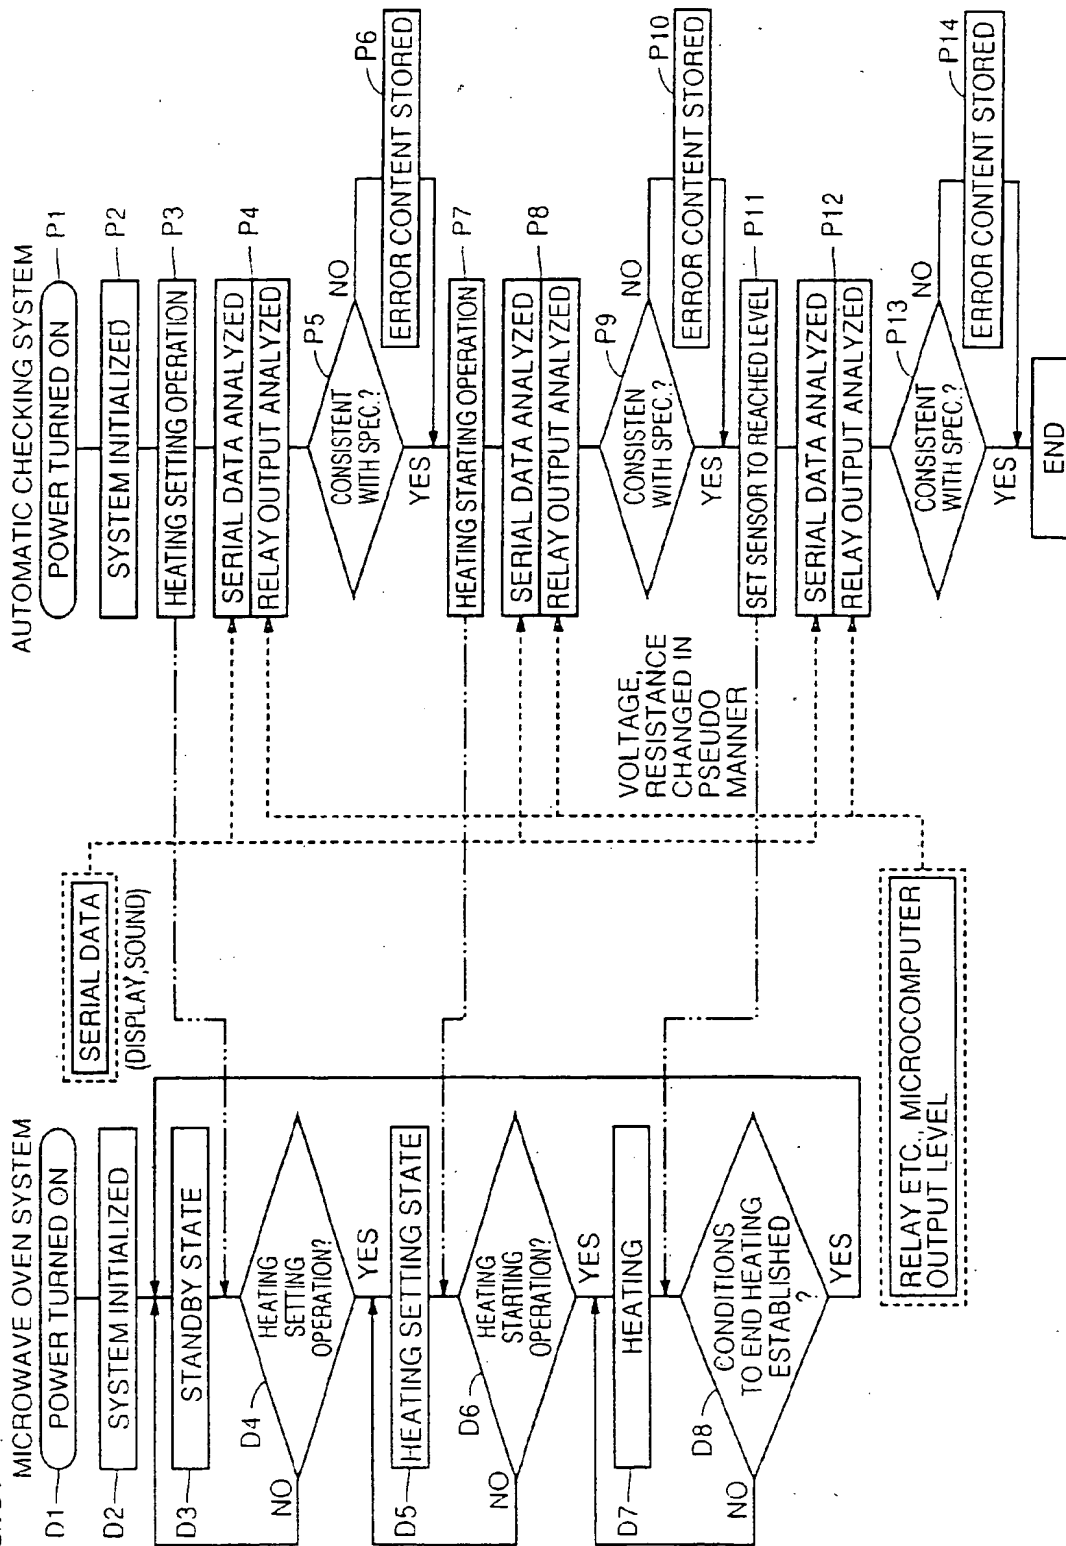 MICROWAVE OVEN SYSTEM
D1
POWER TURNED ON
D2
SYSTEM INITIALIZED
D3
STANDBY STATE
D4
HEATING
SETTING
OPERATION?
NO
YES
D5
HEATING SETTING STATE
D6
HEATING
STARTING
OPERATION?
NO
YES
D7
HEATING
D8
CONDITIONS
TO END HEATING
ESTABLISHED
?
NO
YES
SERIAL DATA
(DISPLAY,SOUND)
VOLTAGE,
RESISTANCE
CHANGED IN
PSEUDO
MANNER
RELAY ETC., MICROCOMPUTER
OUTPUT LEVEL
AUTOMATIC CHECKING SYSTEM
POWER TURNED ON
P1
SYSTEM INITIALIZED
P2
HEATING SETTING OPERATION
P3
SERIAL DATA ANALYZED
RELAY OUTPUT ANALYZED
P4
CONSISTENT
WITH SPEC.?
P5
NO
YES
ERROR CONTENT STORED
P6
HEATING STARTING OPERATION
P7
SERIAL DATA ANALYZED
RELAY OUTPUT ANALYZED
P8
CONSISTEN
WITH SPEC.?
P9
NO
YES
ERROR CONTENT STORED
P10
SET SENSOR TO REACHED LEVEL
P11
SERIAL DATA ANALYZED
RELAY OUTPUT ANALYZED
P12
CONSISTENT
WITH SPEC.?
P13
NO
YES
ERROR CONTENT STORED
P14
END